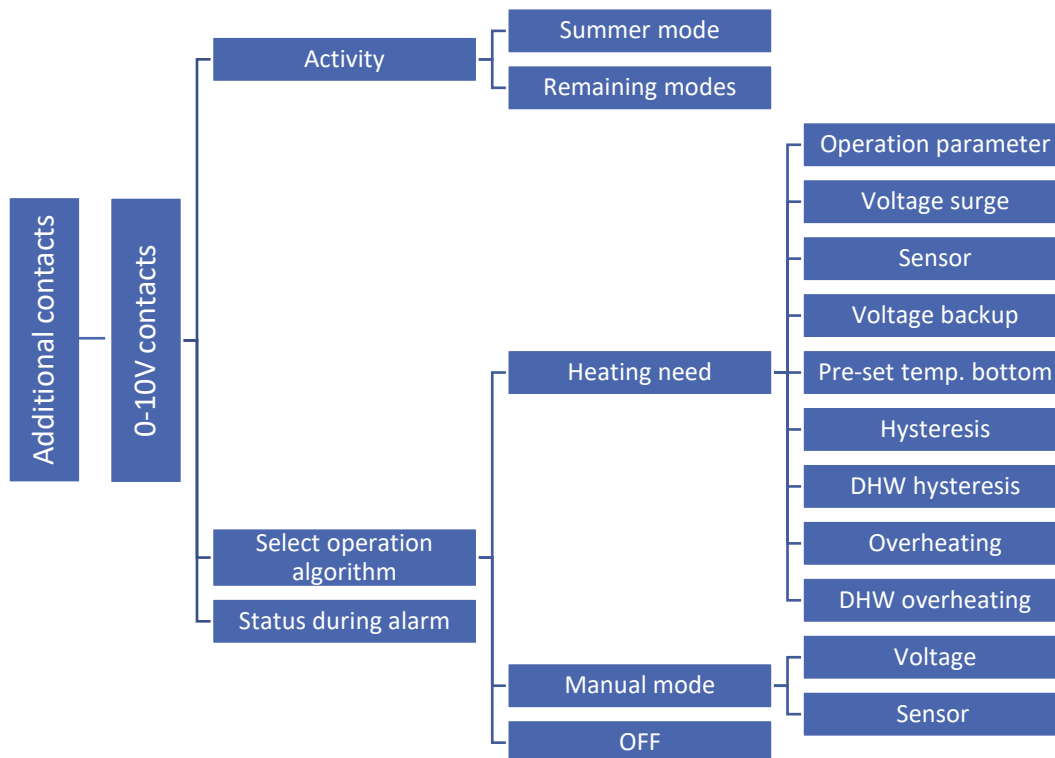 Additional contacts
0-10V contacts
Activity
Summer mode
Remaining modes
Select operation
algorithm
Heating need
Operation parameter
Voltage surge
Sensor
Voltage backup
Pre-set temp. bottom
Hysteresis
DHW hysteresis
Overheating
DHW overheating
Manual mode
Voltage
Sensor
OFF
Status during alarm